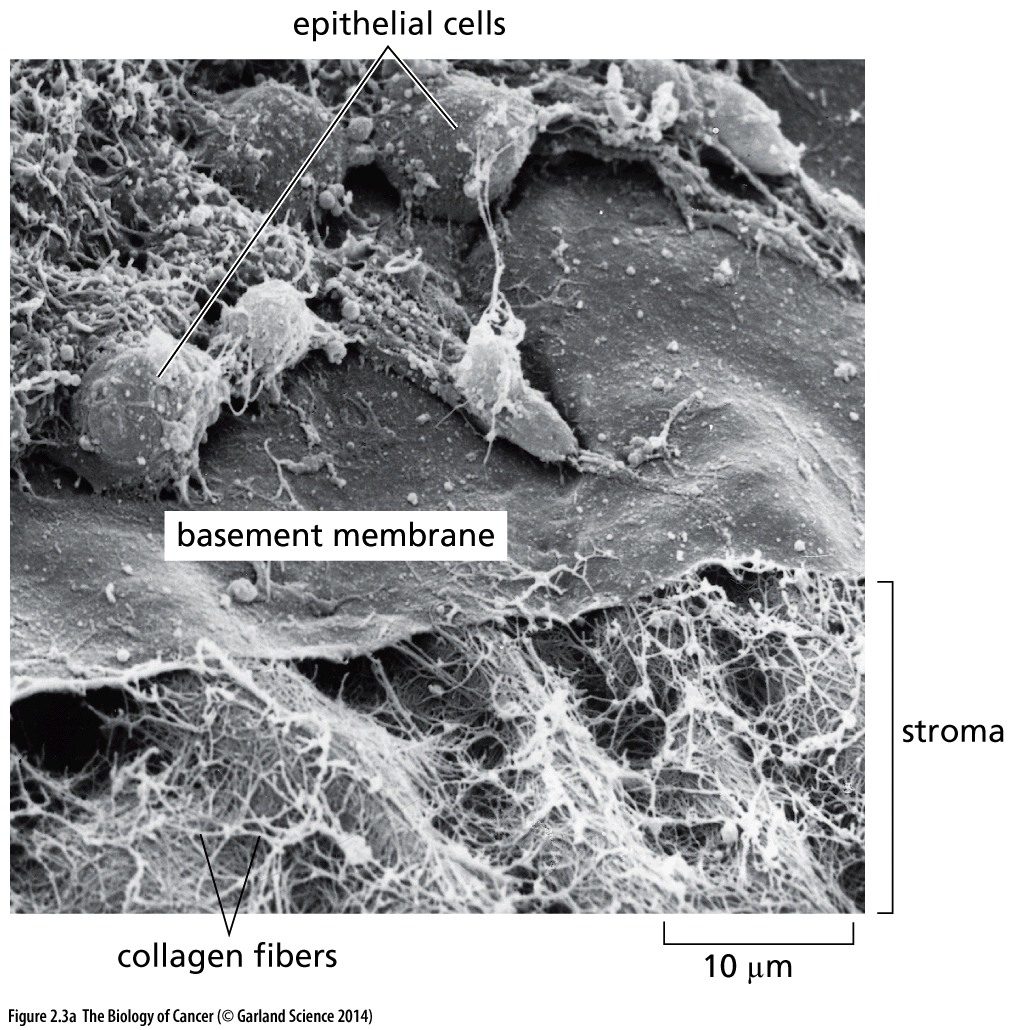 epithelial cells
basement membrane
stroma
collagen fibers
10 μm
Figure 2.3a The Biology of Cancer (© Garland Science 2014)